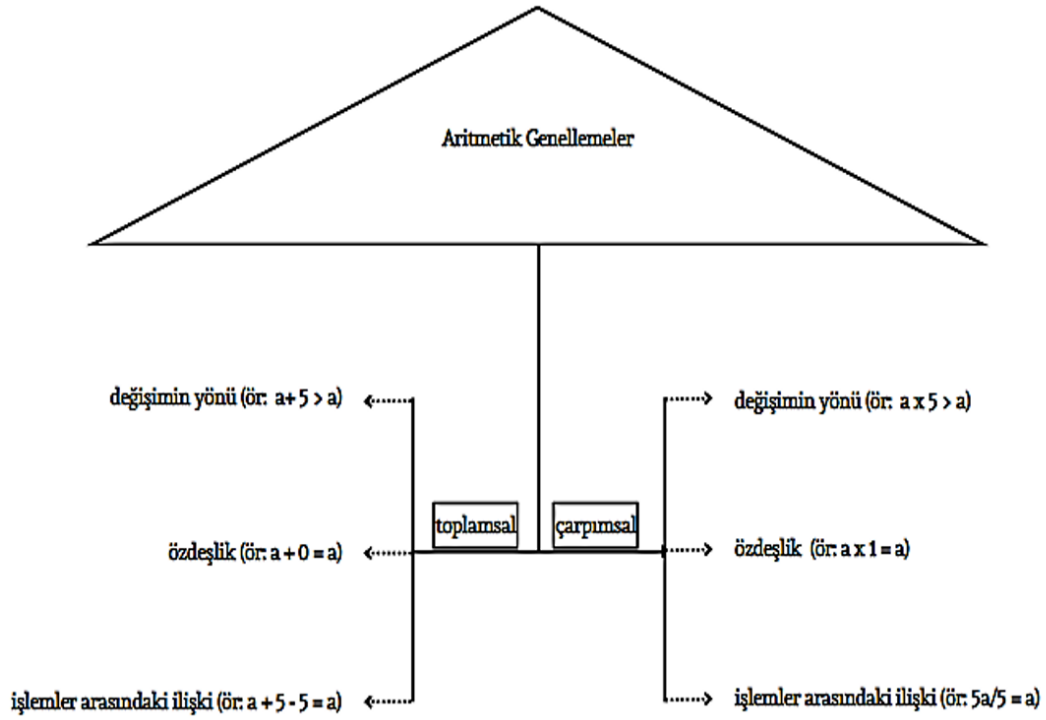 Aritmetik Genellemeler
değişimin yönü (ör: a+ 5 > a)
değişimin yönü (ör: a x 5 > a)
toplamsal
çarpımsal
özdeşlik (ör: a + 0 = a)
özdeşlik (ör: a x 1 = a)
işlemler arasındaki ilişki (ör: a + 5 - 5 = a)
işlemler arasındaki ilişki (ör: 5a/5 = a)